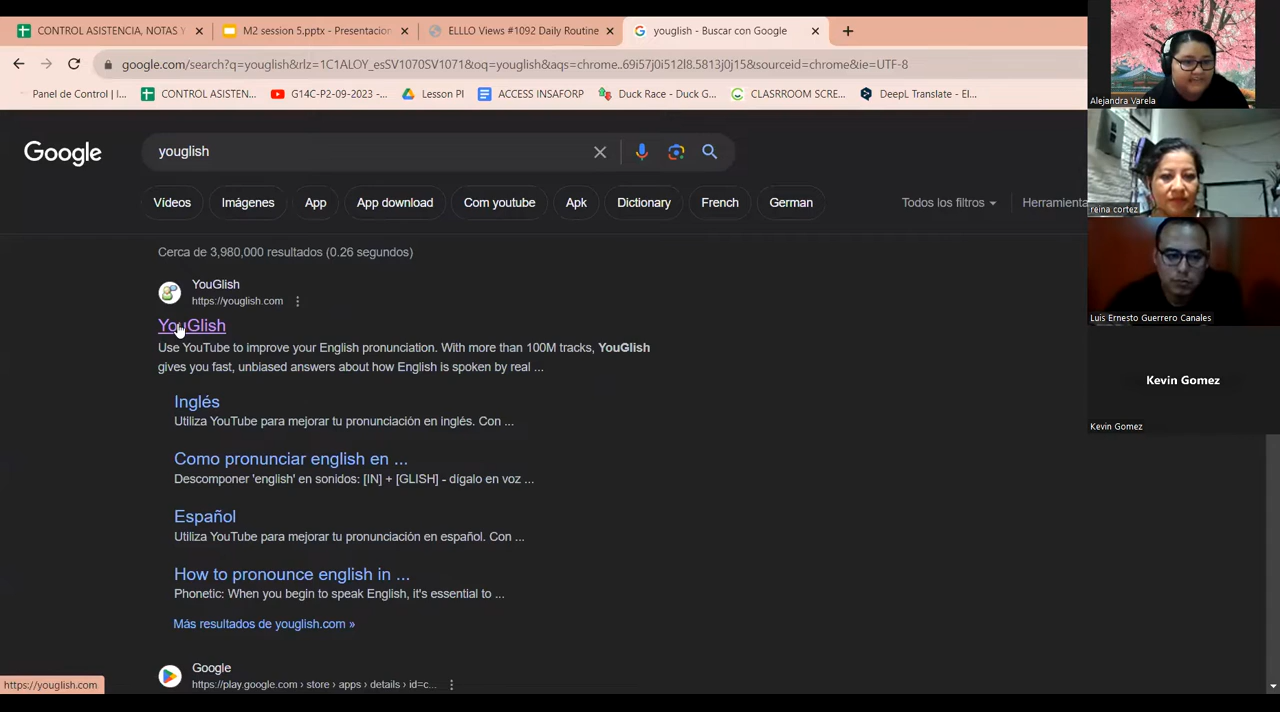 CONTROL ASISTENCIA, NOTAS Y
M2 session 5.pptx - Presentacion
ELLLO Views #1092 Daily Routine
youglish - Buscar con Google
google.com/search?q=youglish&rlz=1C1ALOY_esSV1070SV1071&oq=youglish&aqs=chrome..69i57j0i512l8.5813j0j15&sourceid=chrome&ie=UTF-8
Panel de Control | I...
CONTROL ASISTEN...
G14C-P2-09-2023 -...
Lesson PI
ACCESS INSAFORP
Duck Race - Duck G...
CLASRROOM SCRE...
DeepL Translate - El...
Google
youglish
Vídeos
Imágenes
App
App download
Com youtube
Apk
Dictionary
French
German
Todos los filtros
Herramienta
Cerca de 3,980,000 resultados (0.26 segundos)
YouGlish
https://youglish.com
YouGlish
Use YouTube to improve your English pronunciation. With more than 100M tracks, YouGlish
gives you fast, unbiased answers about how English is spoken by real ...
Inglés
Utiliza YouTube para mejorar tu pronunciación en inglés. Con ...
Como pronunciar english en ...
Descomponer 'english' en sonidos: [IN] + [GLISH] - dígalo en voz ...
Español
Utiliza YouTube para mejorar tu pronunciación en español. Con ...
How to pronounce english in ...
Phonetic: When you begin to speak English, it's essential to ...
Más resultados de youglish.com »
Google
https://play.google.com › store › apps › details › id=c...
https://youglish.com
Alejandra Varela
reina cortez
Luis Ernesto Guerrero Canales
Kevin Gomez
Kevin Gomez